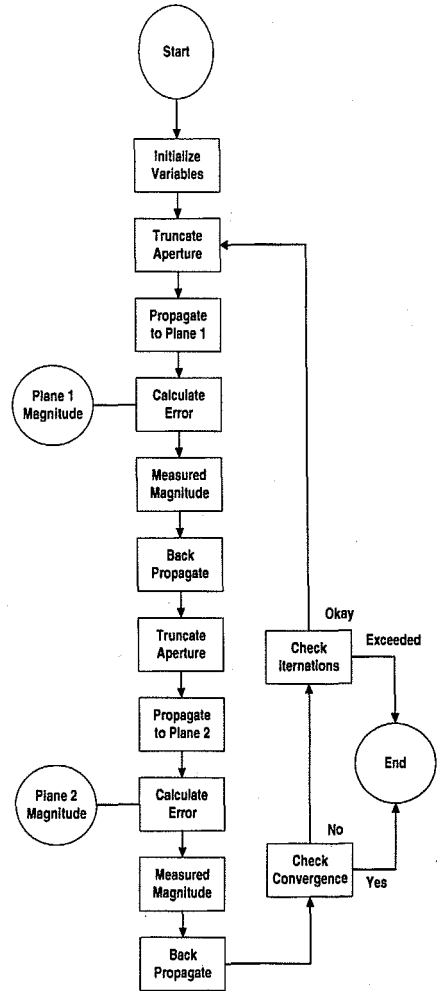 Start
Initialize
Variables
Truncate
Aperture
Propagate
to Plane 1
Plane 1
Magnitude
Calculate
Error
Measured
Magnitude
Back
Propagate
Truncate
Aperture
Propagate
to Plane 2
Plane 2
Magnitude
Calculate
Error
Measured
Magnitude
Back
Propagate
Okay
Check
Iternations
Exceeded
End
No
Check
Convergence
Yes